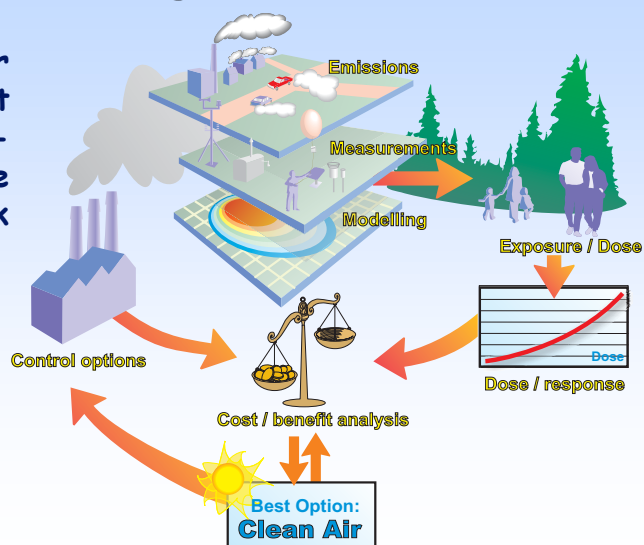 Emissions
Measurements
Modelling
Exposure / Dose
Dose
Dose / response
Control options
Cost / benefit analysis
Best Option:
Clean Air